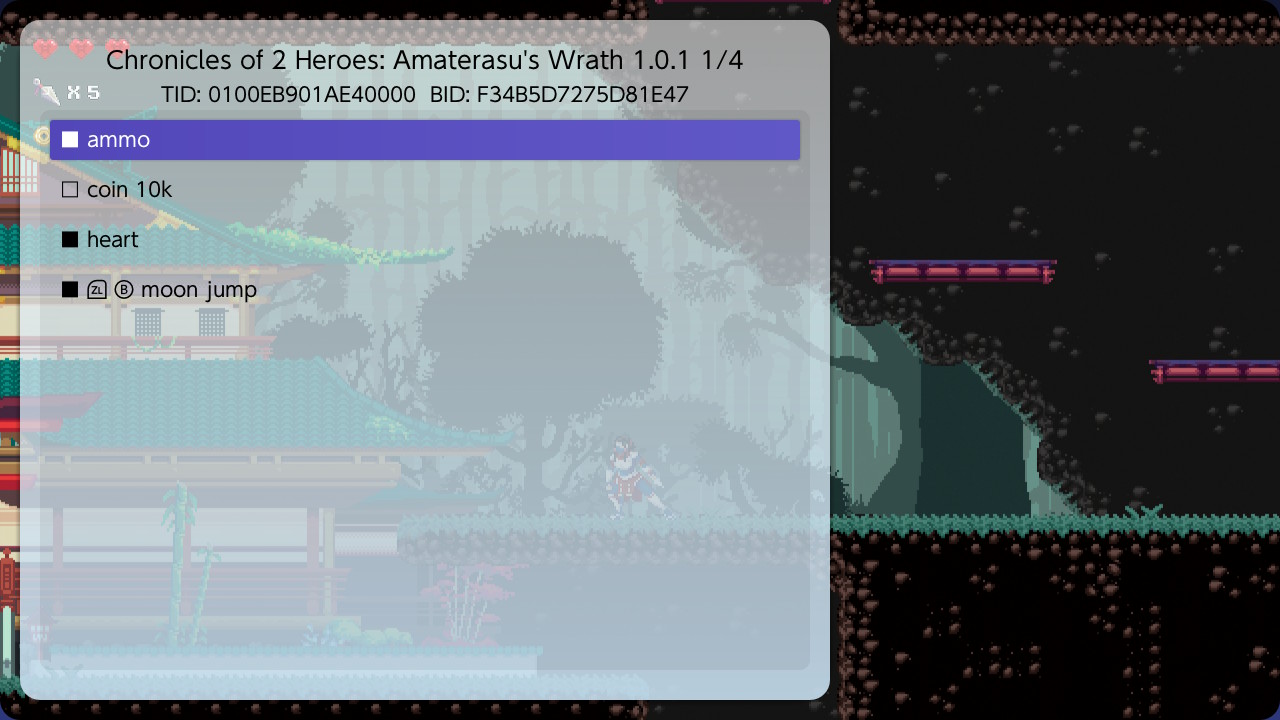 Chronicles of 2 Heroes: Amaterasu's Wrath 1.0.1 1/4
X 5
TID: 0100EB901AE40000 BID: F34B5D7275D81E47
ammo
coin 10k
heart
ZL B moon jump